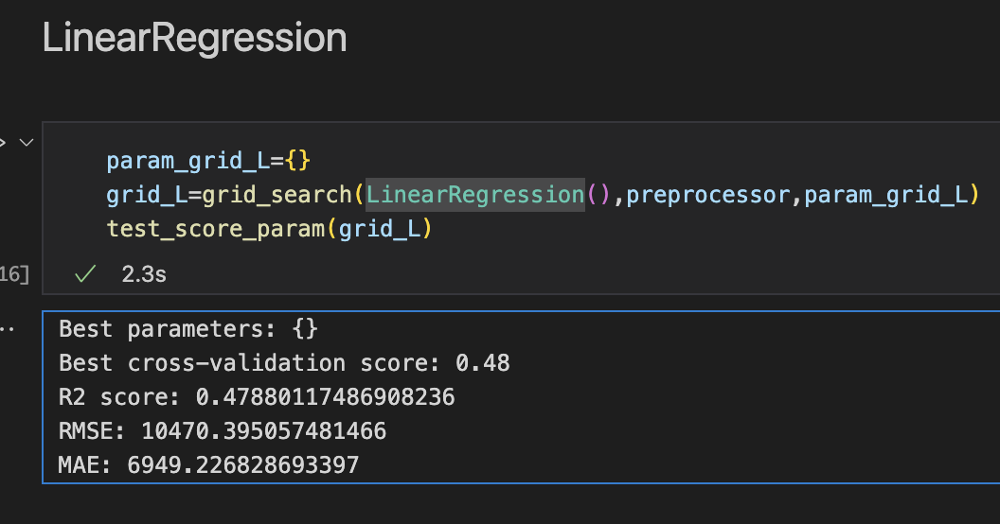 LinearRegression
param_grid_L={}
grid_L=grid_search(LinearRegression(),preprocessor,param_grid_L)
test_score_param(grid_L)
16]
2.3s
Best parameters: {}
Best cross-validation score: 0.48
R2 score: 0.47880117486908236
RMSE: 10470.395057481466
MAE: 6949.226828693397